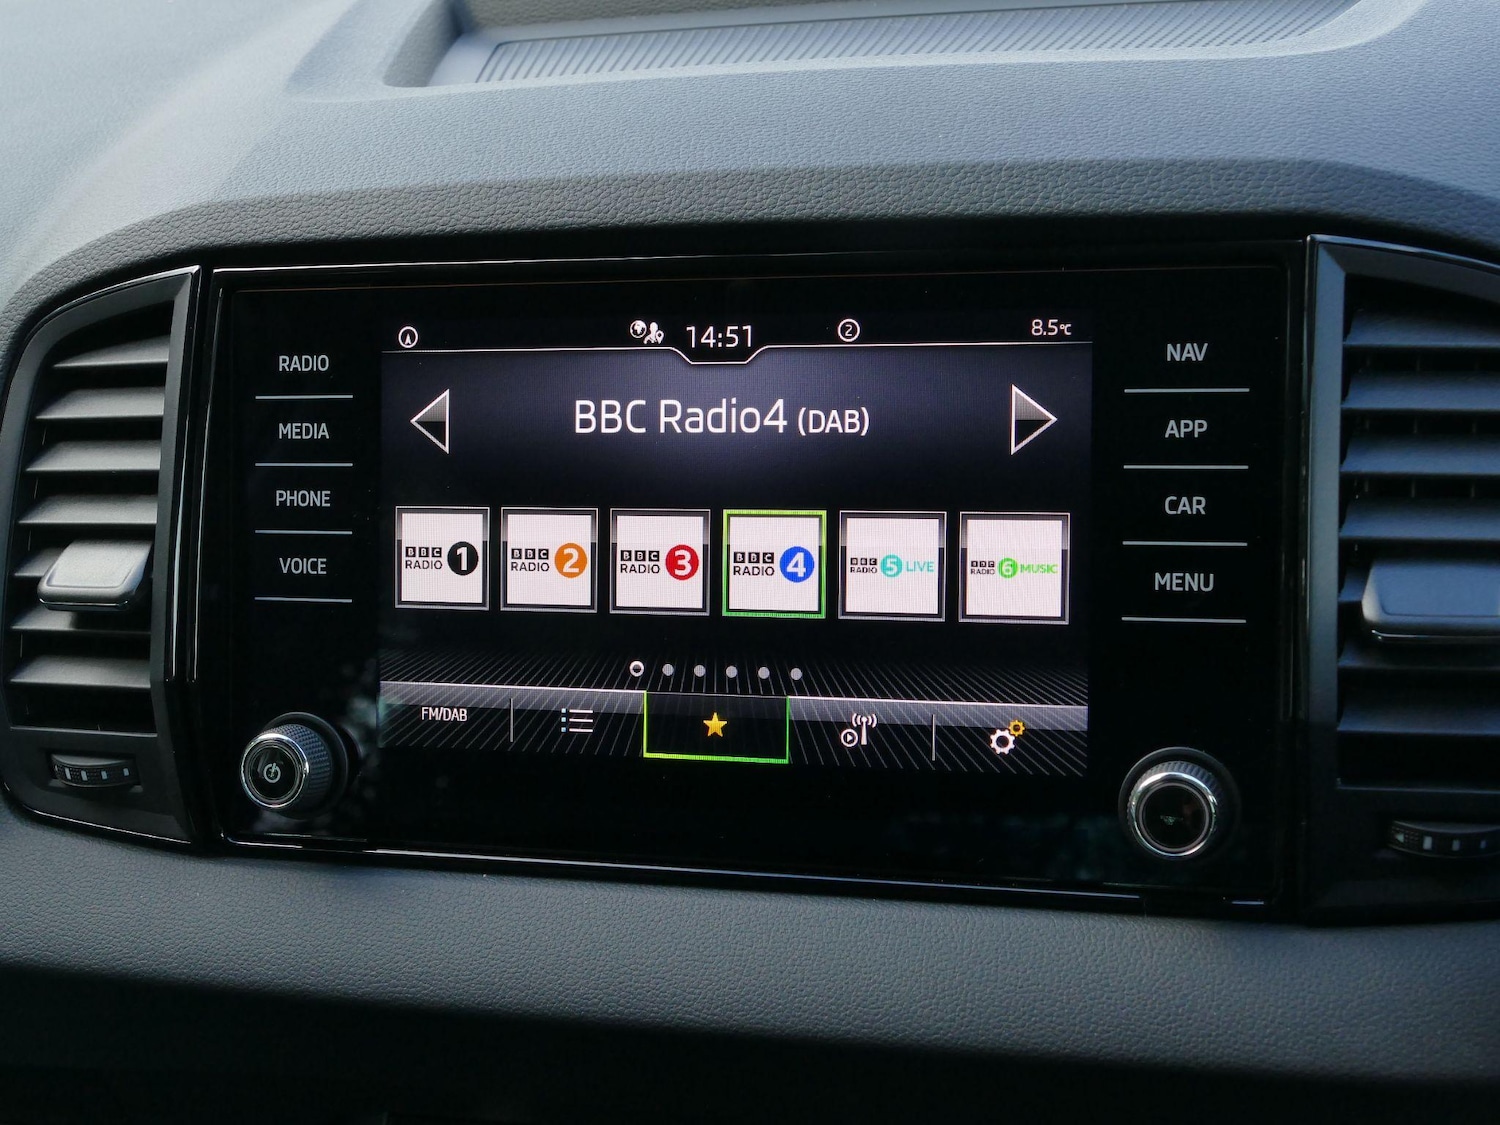 14:51
2
8.5°C
BBC Radio4 (DAB)
BBC
RADIO 1
BBC
RADIO 2
BBC
RADIO 3
BBC
RADIO 4
BBC
RADIO 5 LIVE
BBC
RADIO 6 MUSIC
FM/DAB
RADIO
MEDIA
PHONE
VOICE
NAV
APP
CAR
MENU